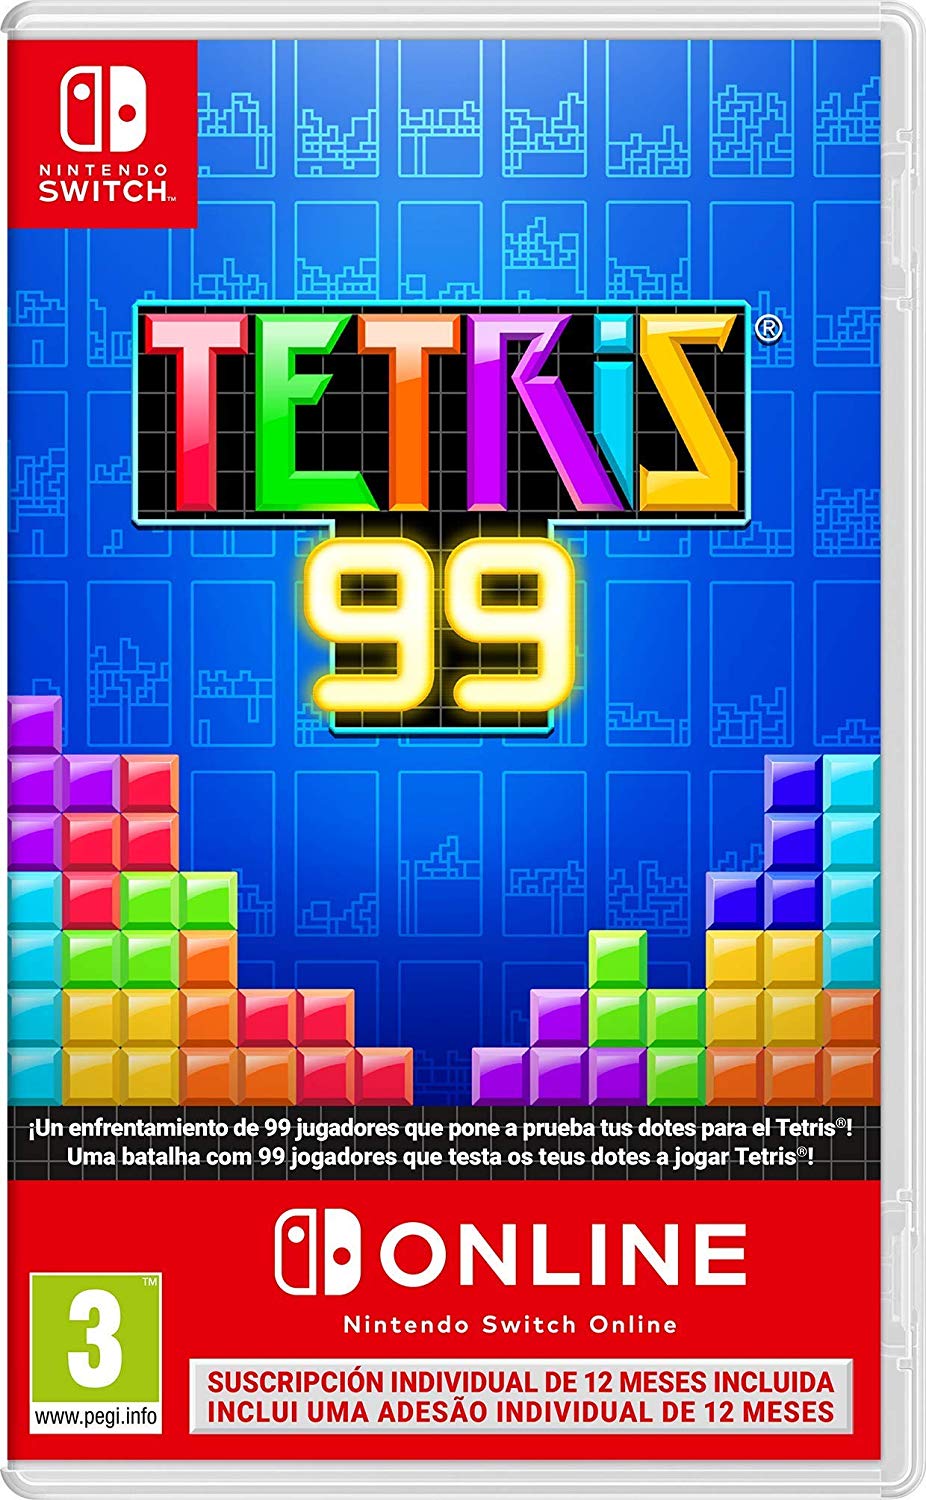 NINTENDO
SWITCH™
TETRiS®
99
¡Un enfrentamiento de 99 jugadores que pone a prueba tus dotes para el Tetris®!
Uma batalha com 99 jogadores que testa os teus dotes a jogar Tetris®!
ONLINE
Nintendo Switch Online
3™
www.pegi.info
SUSCRIPCIÓN INDIVIDUAL DE 12 MESES INCLUIDA
INCLUI UMA ADESÃO INDIVIDUAL DE 12 MESES